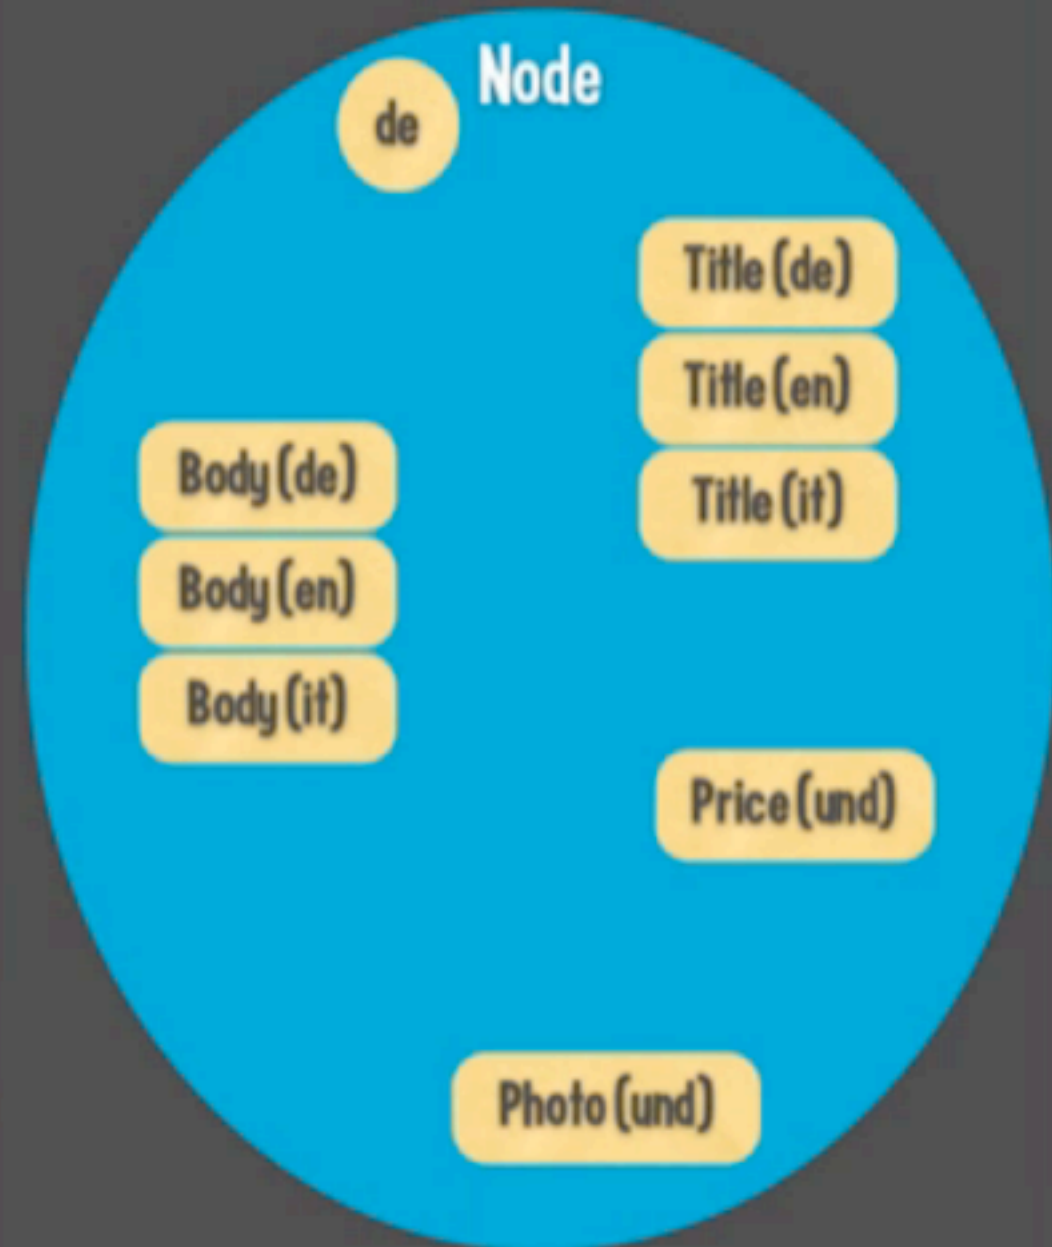 Node
de
Title (de)
Title (en)
Title (it)
Body (de)
Body (en)
Body (it)
Price (und)
Photo (und)